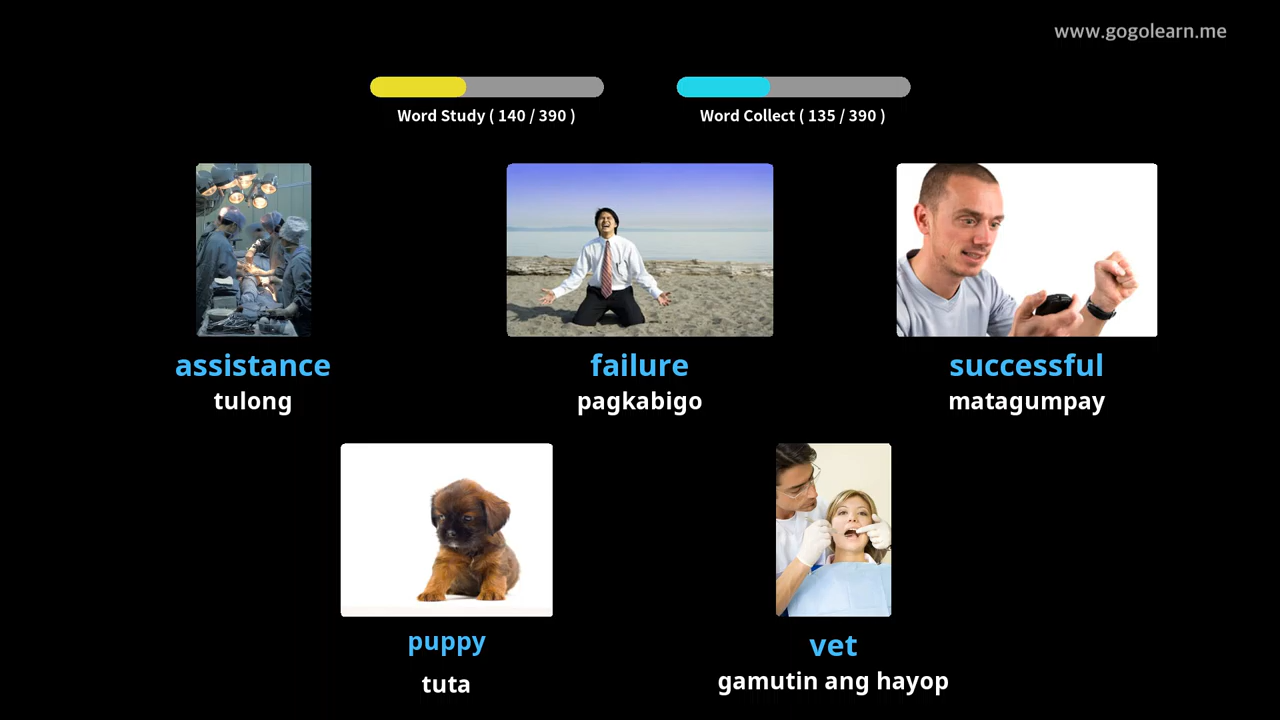 www.gogolearn.me
Word Study ( 140 / 390 )
Word Collect ( 135 / 390 )
assistance
tulong
failure
pagkabigo
successful
matagumpay
puppy
tuta
vet
gamutin ang hayop